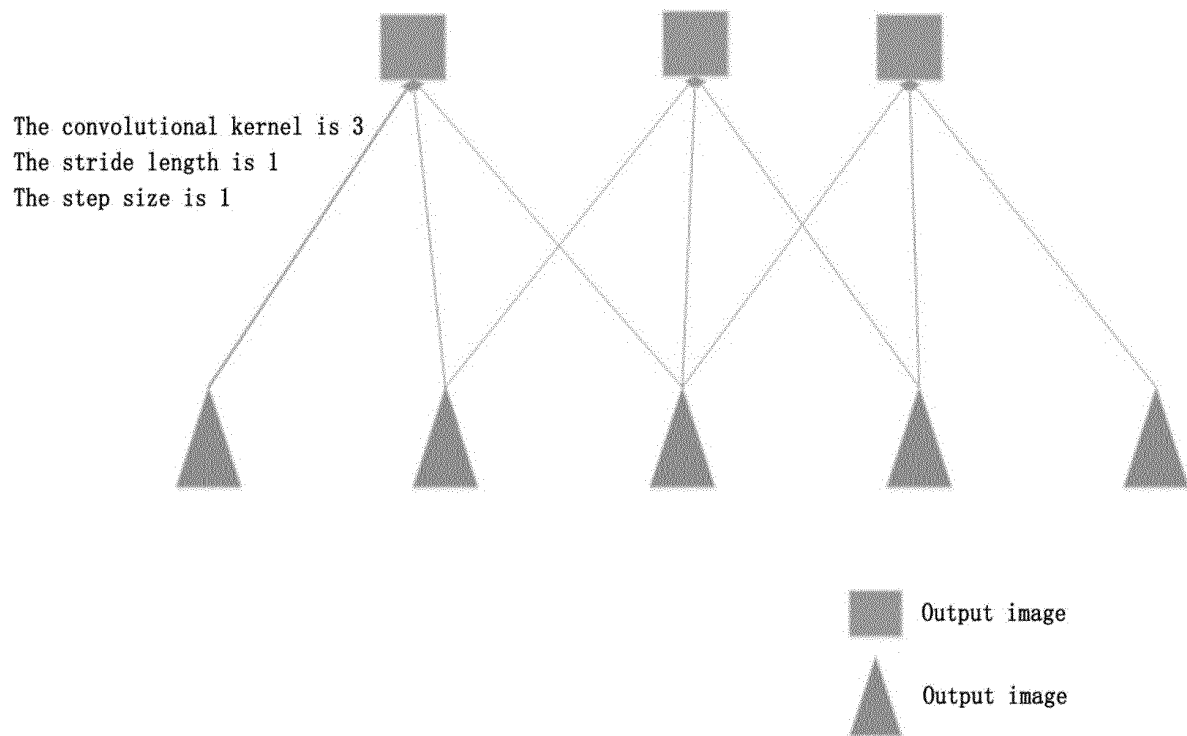 The convolutional kernel is 3
The stride length is 1
The step size is 1
Output image
Output image